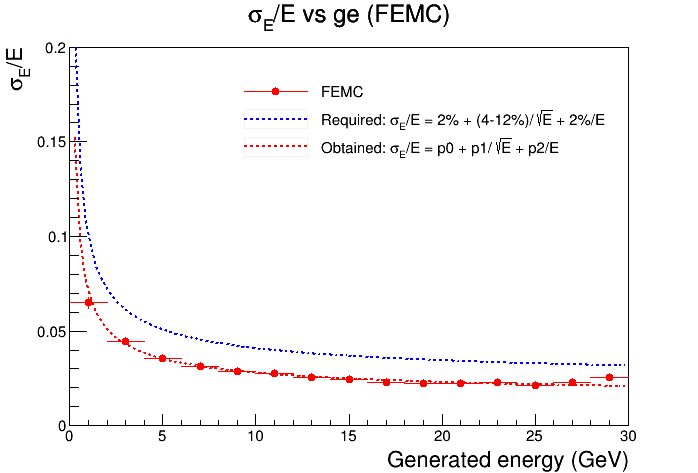 σE/E vs ge (FEMC)
σE/E
0.2
0.15
0.1
0.05
0
FEMC
Required: σE/E = 2% + (4-12%)/√E + 2%/E
Obtained: σE/E = p0 + p1/√E + p2/E
0 5 10 15 20 25 30
Generated energy (GeV)